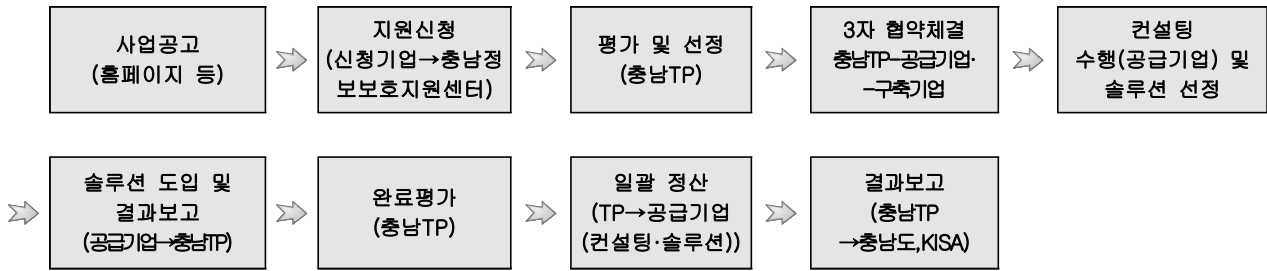 사업공고
(홈페이지 등)
지원신청
(신청기업→충남정
보보호지원센터)
평가 및 선정
(충남TP)
3자 협약체결
충남TP-공급기업·
-구축기업
컨설팅
수행(공급기업) 및
솔루션 선정
솔루션 도입 및
결과보고
(공급기업→충남TP)
완료평가
(충남TP)
일괄 정산
(TP→공급기업
(컨설팅·솔루션))
결과보고
(충남TP
→충남도,KISA)